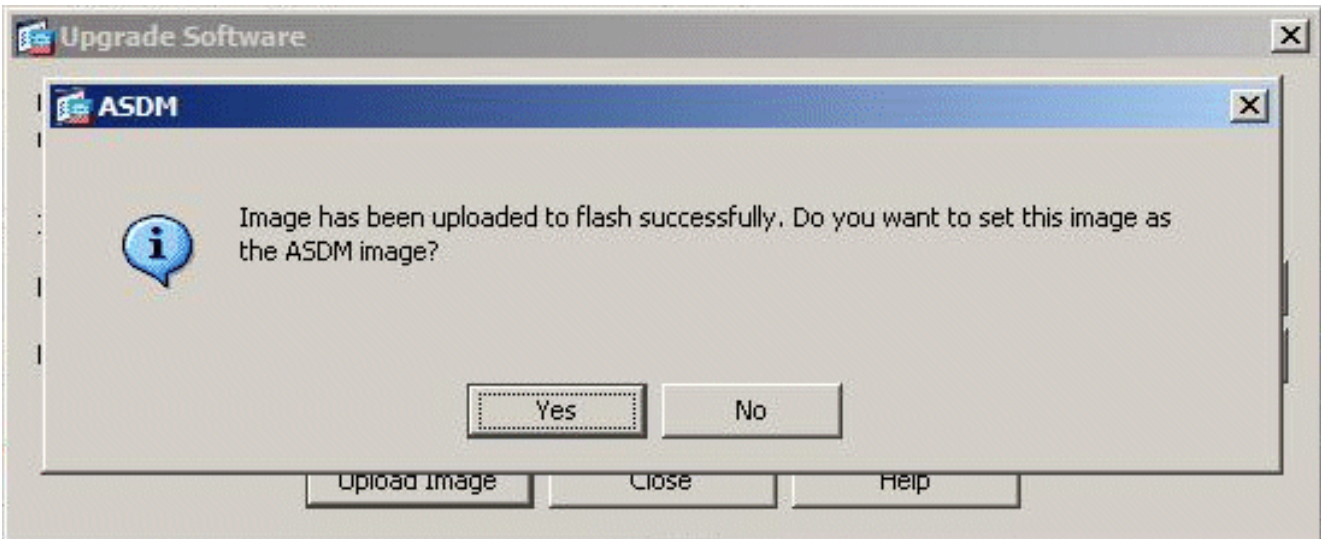 Upgrade Software
ASDM
Image has been uploaded to flash successfully. Do you want to set this image as
the ASDM image?
Yes
No
Upload Image
Close
Help